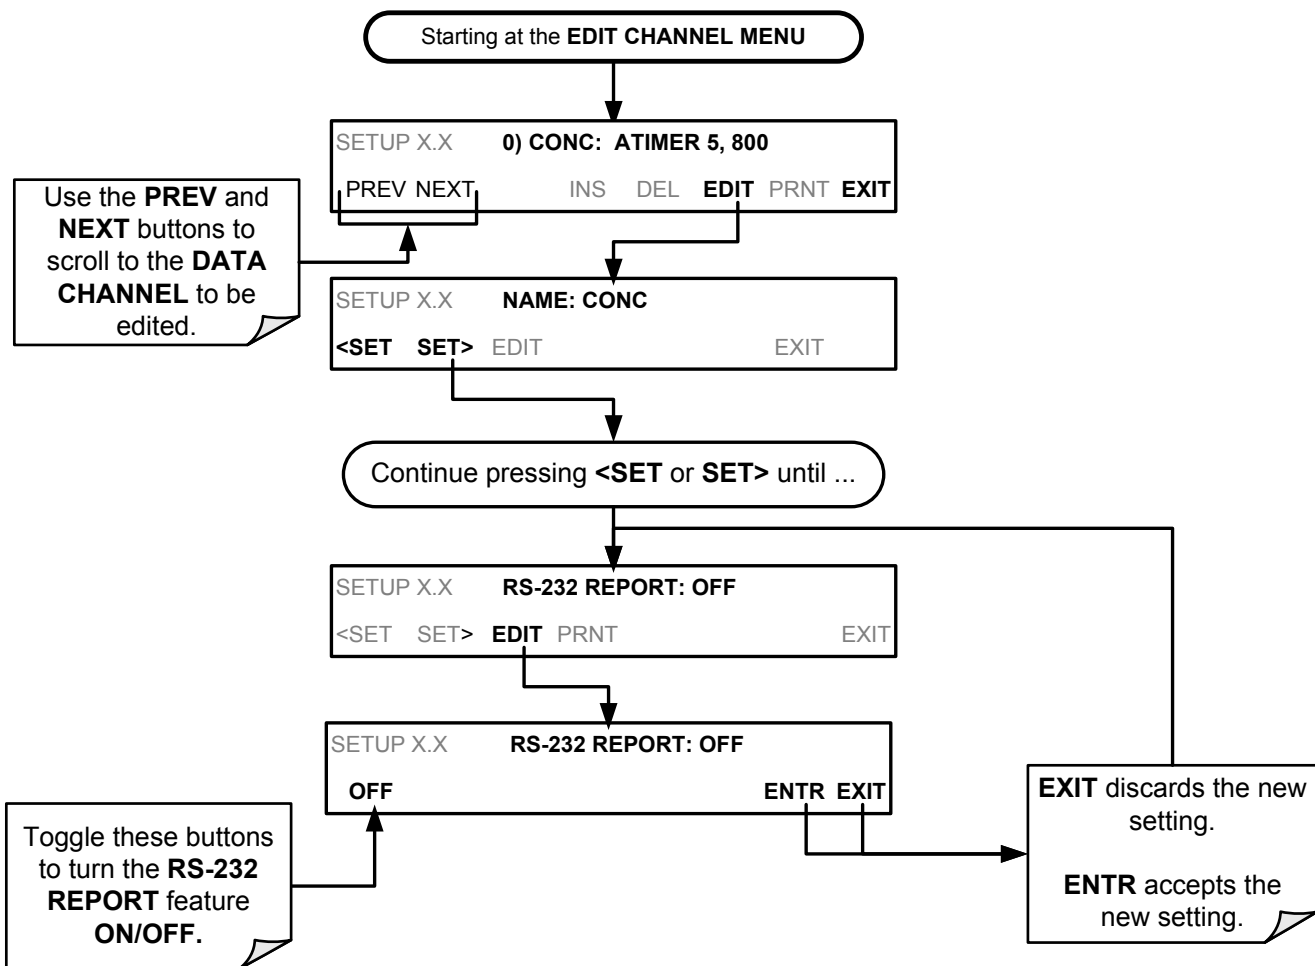 Starting at the EDIT CHANNEL MENU
SETUP X.X 0) CONC: ATIMER 5, 800
PREV NEXT INS DEL EDIT PRNT EXIT
Use the PREV and
NEXT buttons to
scroll to the DATA
CHANNEL to be
edited.
SETUP X.X NAME: CONC
<SET SET> EDIT EXIT
Continue pressing <SET or SET> until ...
SETUP X.X RS-232 REPORT: OFF
<SET SET> EDIT PRNT EXIT
SETUP X.X RS-232 REPORT: OFF
OFF ENTR EXIT
Toggle these buttons
to turn the RS-232
REPORT feature
ON/OFF.
EXIT discards the new
setting.
ENTR accepts the
new setting.